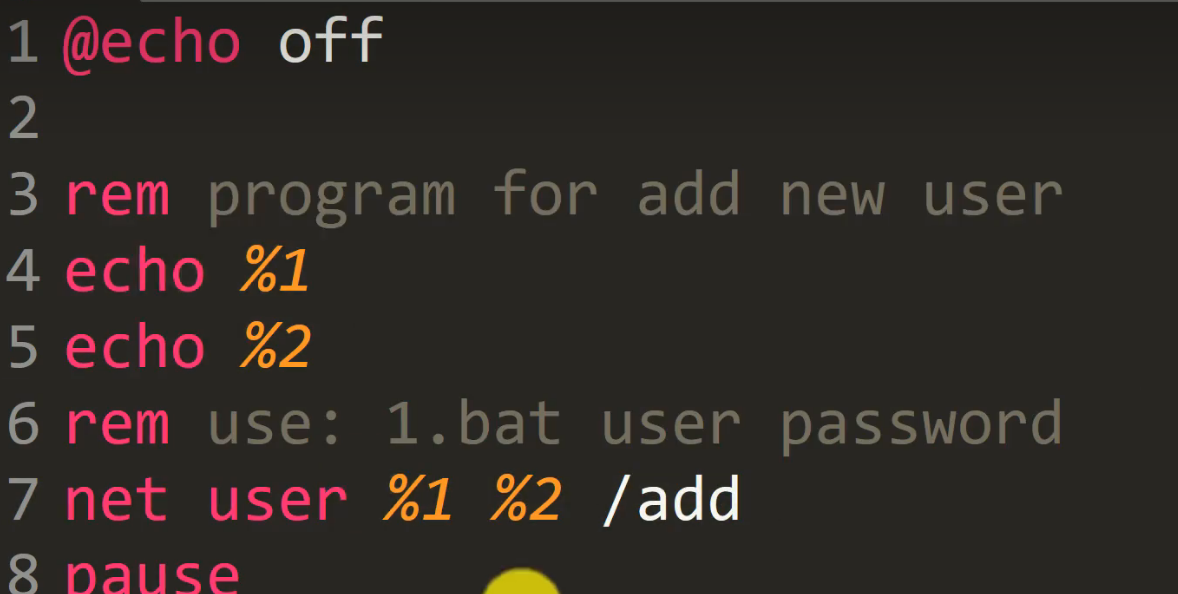 1 @echo off
2
3 rem program for add new user
4 echo %1
5 echo %2
6 rem use: 1.bat user password
7 net user %1 %2 /add
8 pause